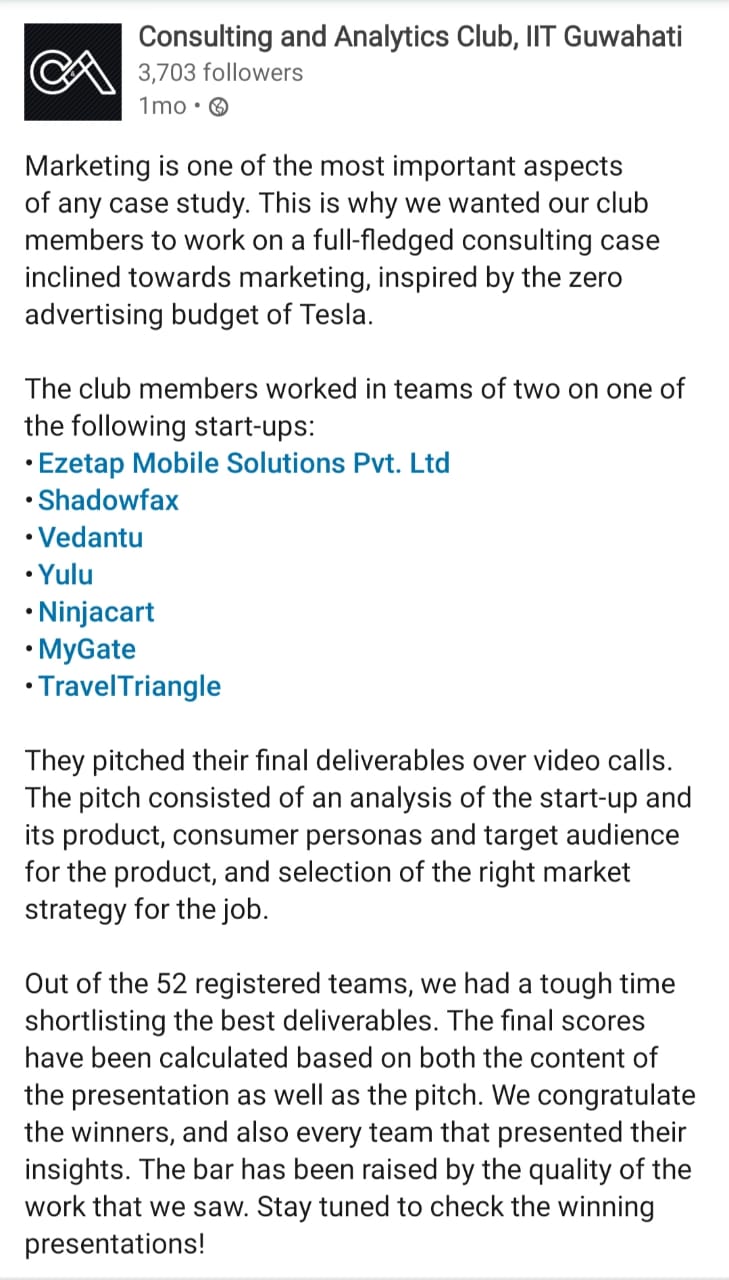 Consulting and Analytics Club, IIT Guwahati
3,703 followers
1mo •
Marketing is one of the most important aspects
of any case study. This is why we wanted our club
members to work on a full-fledged consulting case
inclined towards marketing, inspired by the zero
advertising budget of Tesla.
The club members worked in teams of two on one of
the following start-ups:
• Ezetap Mobile Solutions Pvt. Ltd
• Shadowfax
• Vedantu
• Yulu
• Ninjacart
• MyGate
• TravelTriangle
They pitched their final deliverables over video calls.
The pitch consisted of an analysis of the start-up and
its product, consumer personas and target audience
for the product, and selection of the right market
strategy for the job.
Out of the 52 registered teams, we had a tough time
shortlisting the best deliverables. The final scores
have been calculated based on both the content of
the presentation as well as the pitch. We congratulate
the winners, and also every team that presented their
insights. The bar has been raised by the quality of the
work that we saw. Stay tuned to check the winning
presentations!